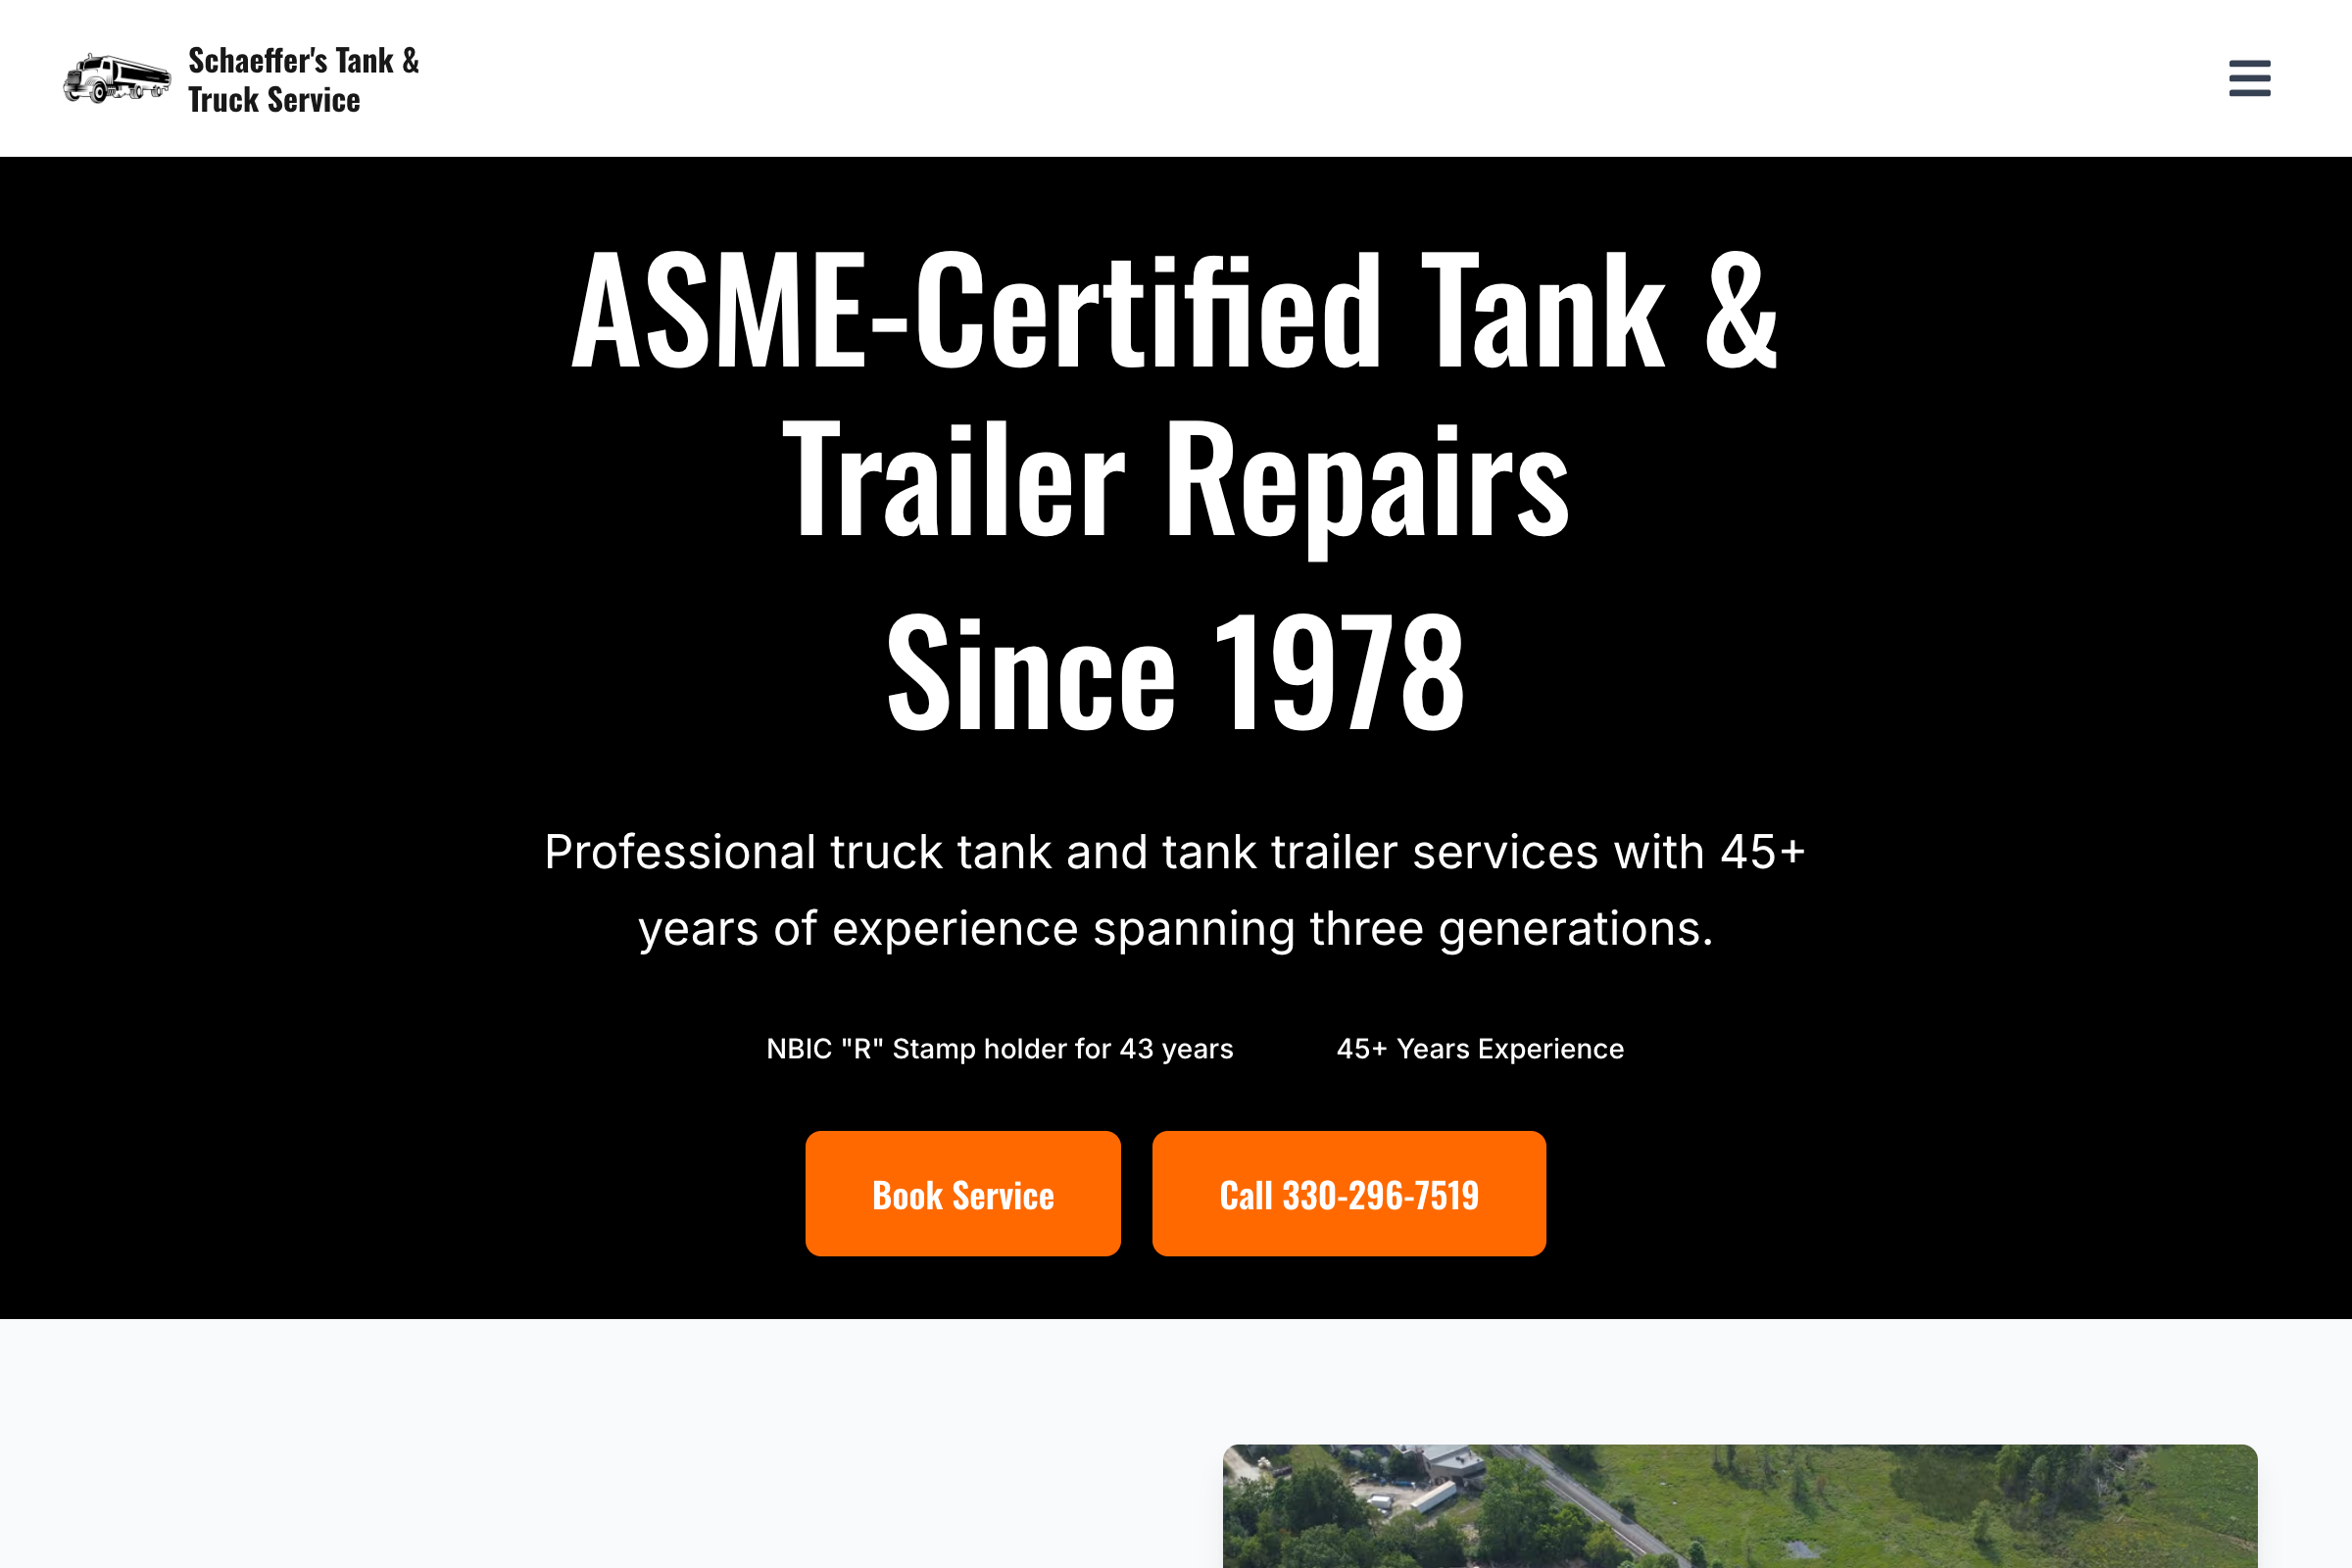 Schaeffer's Tank &
Truck Service
ASME-Certified Tank &
Trailer Repairs
Since 1978
Professional truck tank and tank trailer services with 45+
years of experience spanning three generations.
NBIC "R" Stamp holder for 43 years
45+ Years Experience
Book Service
Call 330-296-7519